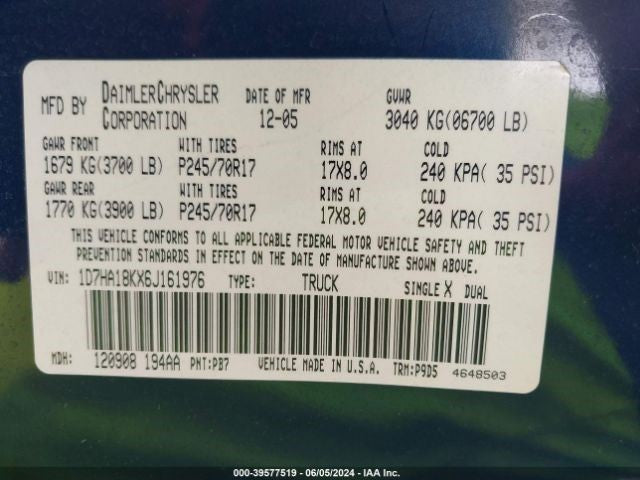 MFD BY DAIMLERCHRYSLER CORPORATION DATE OF MFR 12-05 GVWR 3040 KG(06700 LB)
GAWR FRONT WITH TIRES RIMS AT COLD
1679 KG(3700 LB) P245/70R17 17X8.0 240 KPA( 35 PSI)
GAWR REAR WITH TIRES RIMS AT COLD
1770 KG(3900 LB) P245/70R17 17X8.0 240 KPA( 35 PSI)
THIS VEHICLE CONFORMS TO ALL APPLICABLE FEDERAL MOTOR VEHICLE SAFETY AND THEFT
PREVENTION STANDARDS IN EFFECT ON THE DATE OF MANUFACTURE SHOWN ABOVE.
VIN: 1D7HA18KX6J161976 TYPE: TRUCK SINGLE X DUAL
MDH: 120908 194AA PNT:PB7 VEHICLE MADE IN U.S.A. TRM:P9D5 4648503
000-39577519 - 06/05/2024 - IAA Inc.